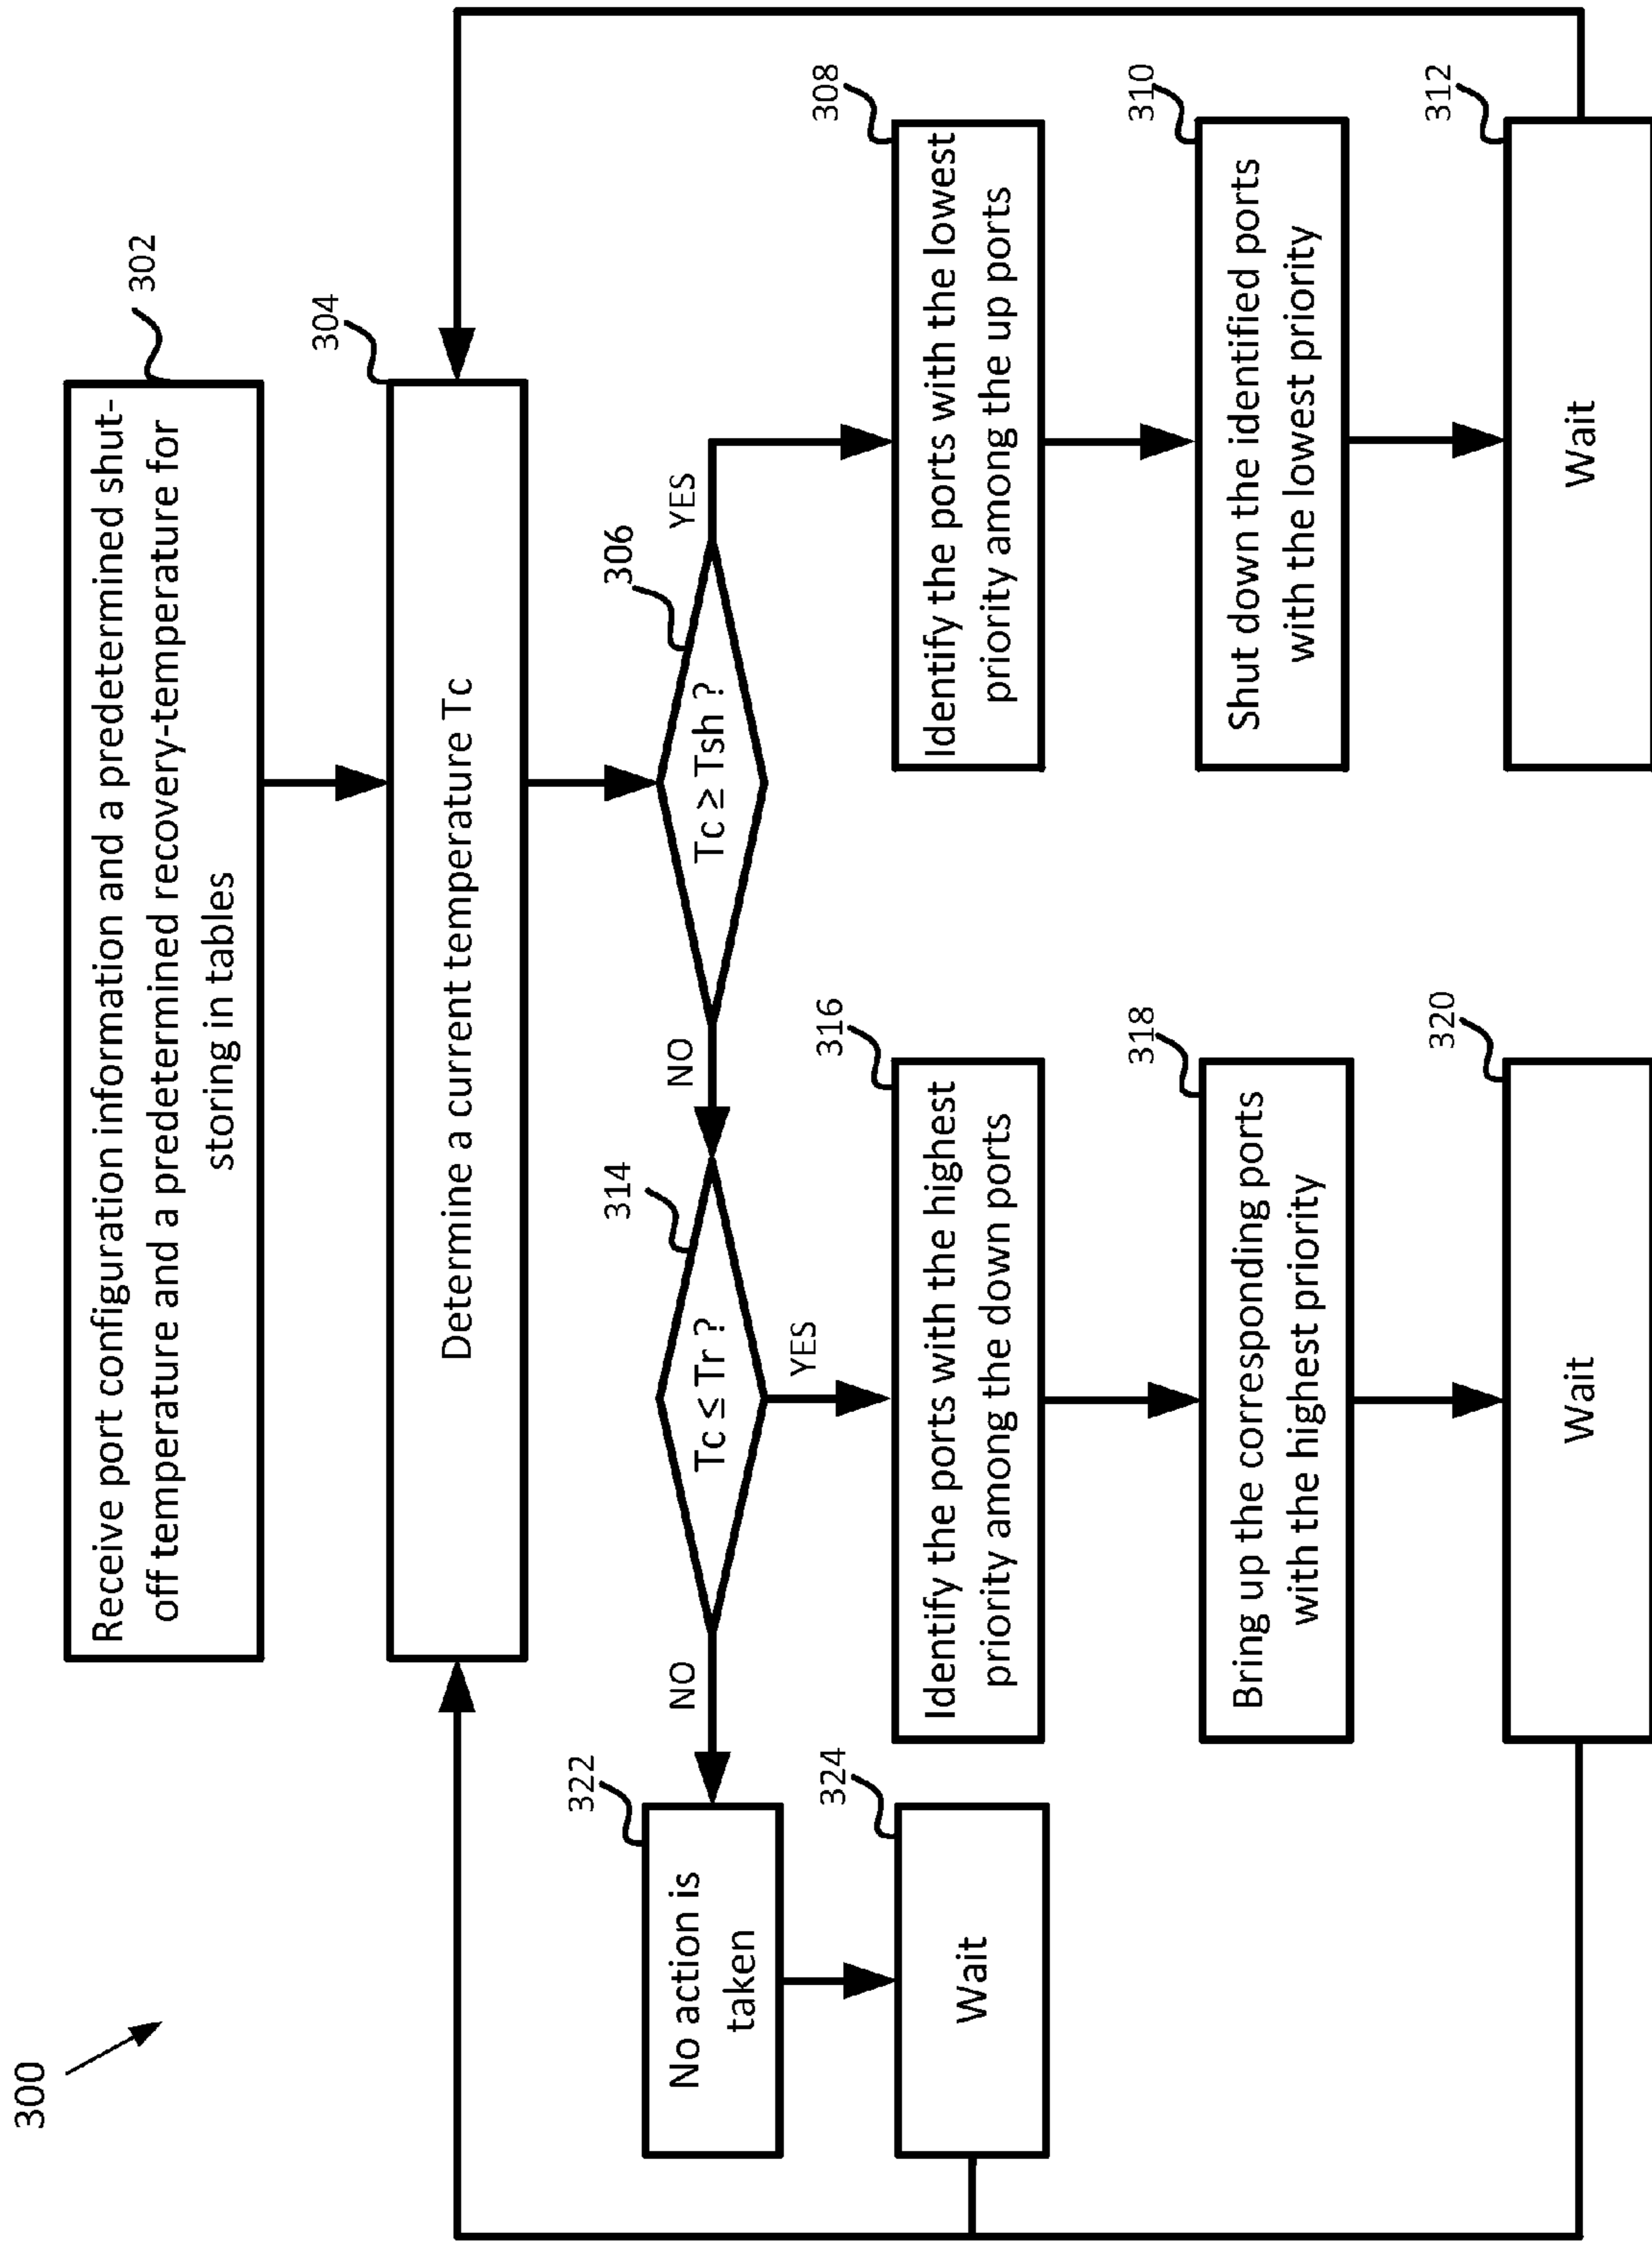 300
302
Receive port configuration information and a predetermined shut-
off temperature and a predetermined recovery-temperature for
storing in tables
304
Determine a current temperature Tc
306
Tc ≥ Tsh ?
YES
NO
308
Identify the ports with the lowest
priority among the up ports
310
Shut down the identified ports
with the lowest priority
312
Wait
314
Tc ≤ Tr ?
YES
NO
316
Identify the ports with the highest
priority among the down ports
318
Bring up the corresponding ports
with the highest priority
320
Wait
322
No action is
taken
324
Wait